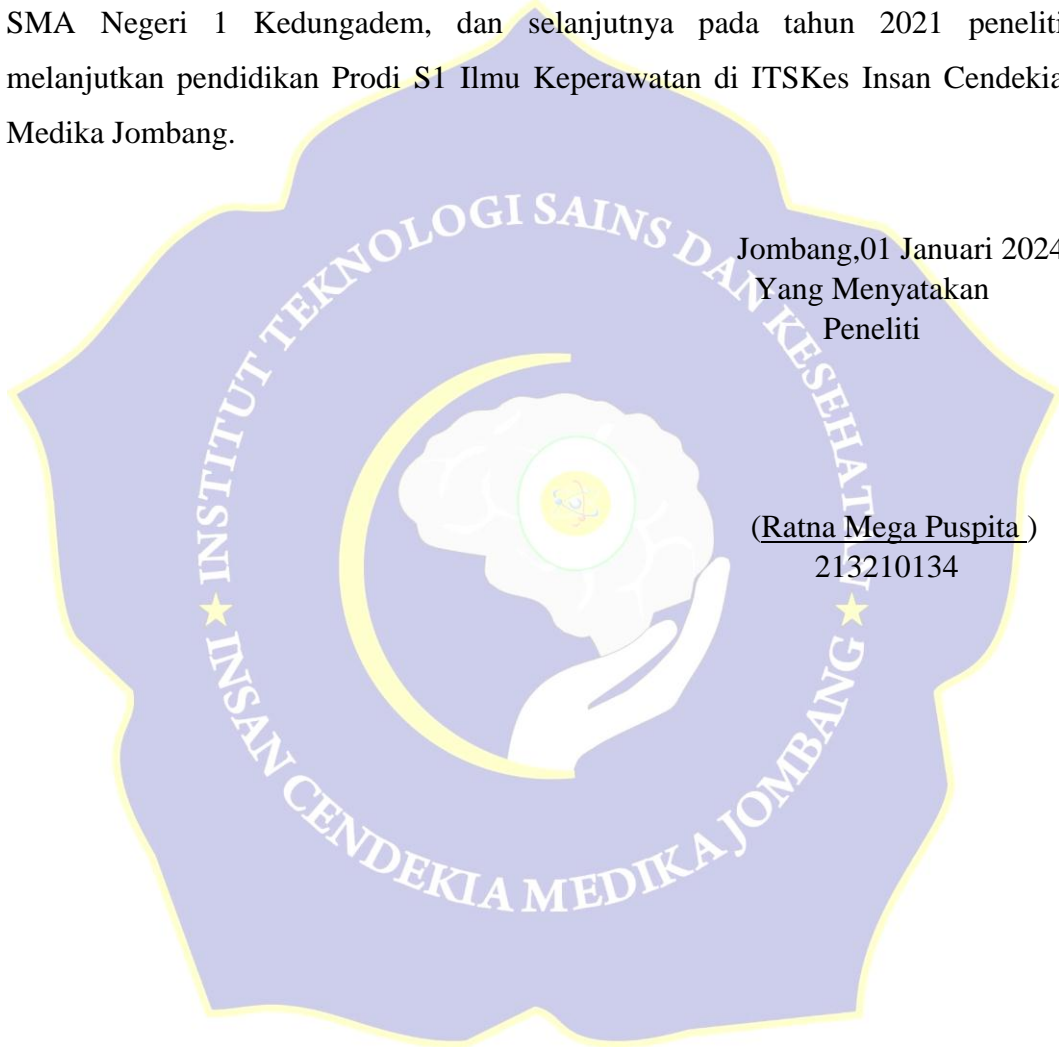 SMA Negeri 1 Kedungadem, dan selanjutnya pada tahun 2021 peneliti
melanjutkan pendidikan Prodi S1 Ilmu Keperawatan di ITSKes Insan Cendekia
Medika Jombang.
Jombang,01 Januari 2024
Yang Menyatakan
Peneliti
(Ratna Mega Puspita )
213210134
INSTITUT TEKNOLOGI SAINS DAN KESEHATAN
INSAN CENDEKIA MEDIKA JOMBANG